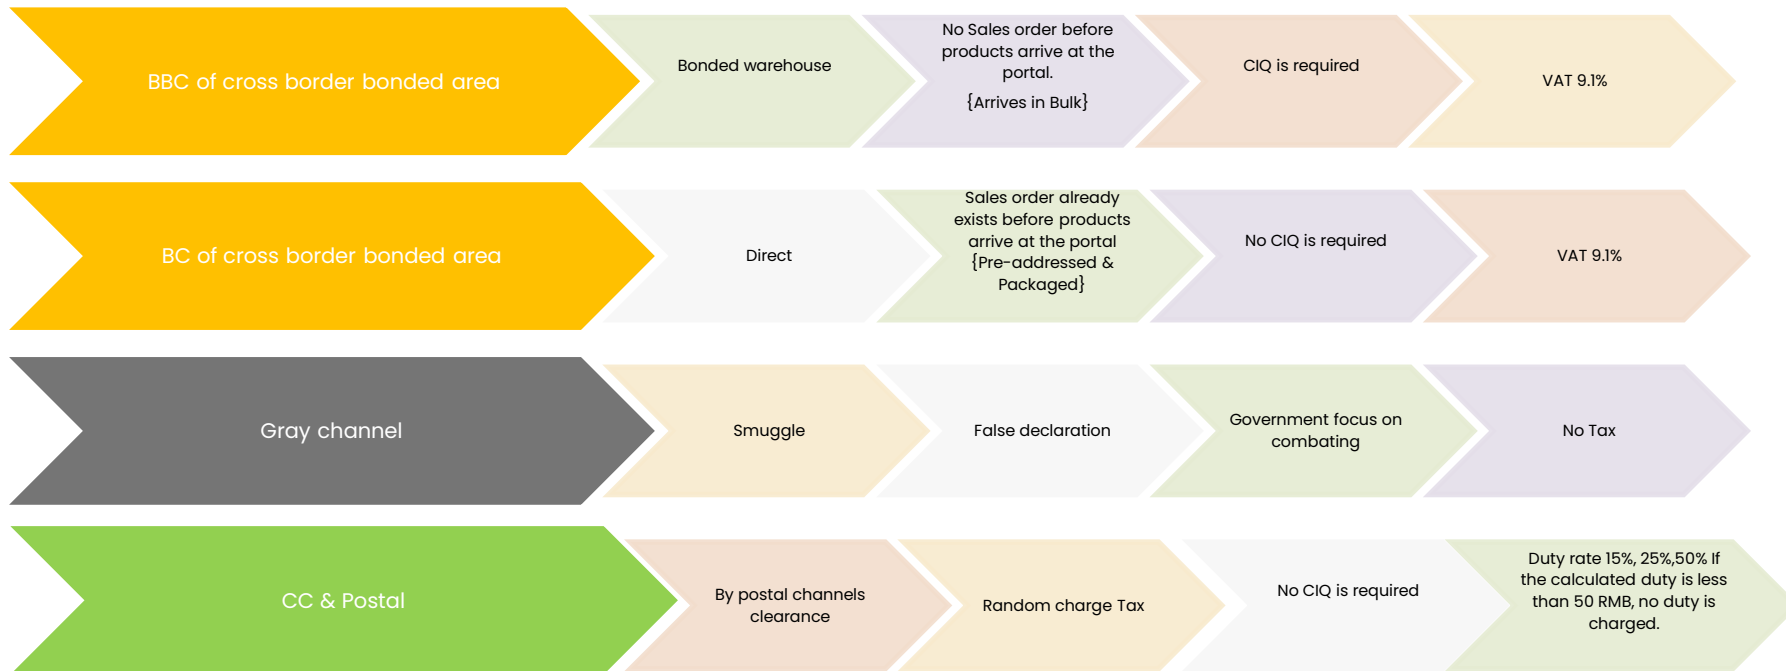 BBC of cross border bonded area
Bonded warehouse
No Sales order before
products arrive at the
portal.
{Arrives in Bulk}
CIQ is required
VAT 9.1%
BC of cross border bonded area
Direct
Sales order already
exists before products
arrive at the portal
{Pre-addressed &
Packaged}
No CIQ is required
VAT 9.1%
Gray channel
Smuggle
False declaration
Government focus on
combating
No Tax
CC & Postal
By postal channels
clearance
Random charge Tax
No CIQ is required
Duty rate 15%, 25%,50% If
the calculated duty is less
than 50 RMB, no duty is
charged.